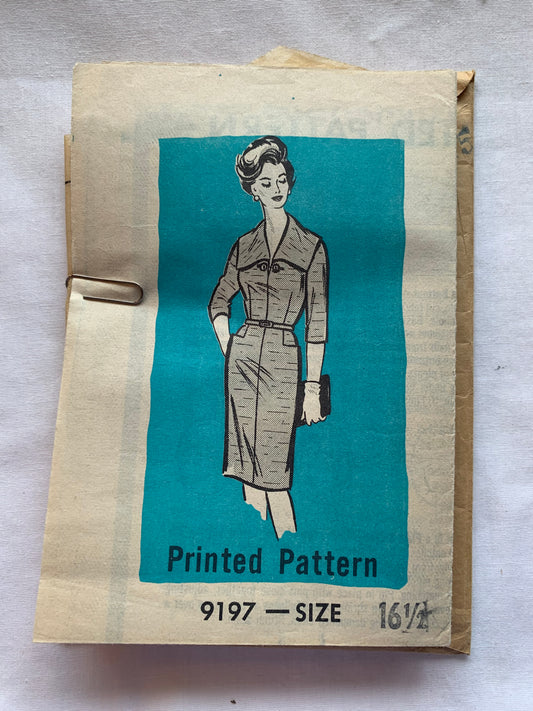 Printed Pattern
9197 — SIZE 16½